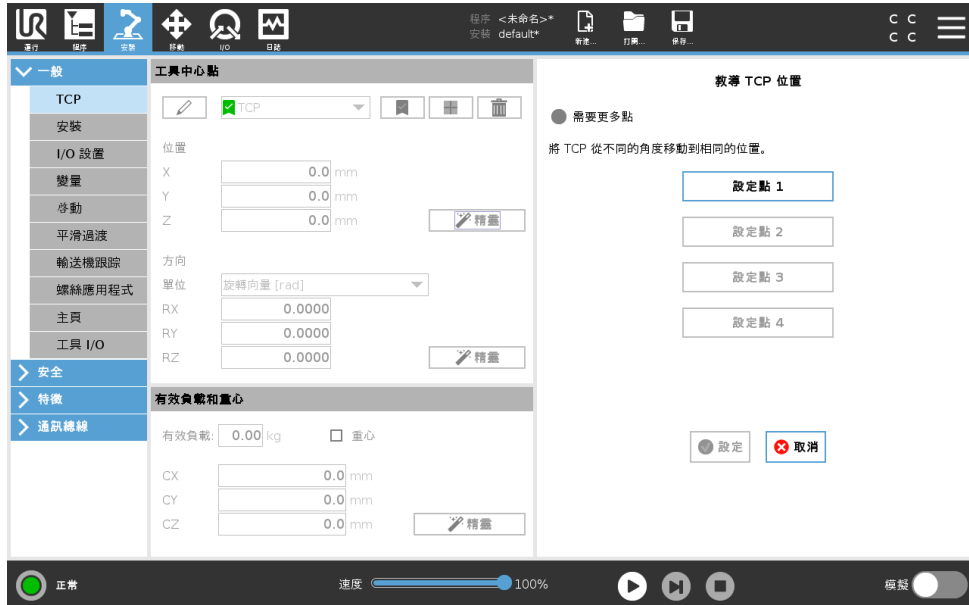 UR
運行
程序
安裝
移動
I/O
日誌
程序 <未命名>*
安裝 default*
新建...
打開...
保存...
C C
C C
一般
TCP
安裝
I/O 設置
變量
啓動
平滑過渡
輸送機跟踪
螺絲應用程式
主頁
工具 I/O
安全
特徵
通訊總線
工具中心點
TCP
位置
X 0.0 mm
Y 0.0 mm
Z 0.0 mm
精靈
方向
單位 旋轉向量 [rad]
RX 0.0000
RY 0.0000
RZ 0.0000
精靈
有效負載和重心
有效負載: 0.00 kg 重心
CX 0.0 mm
CY 0.0 mm
CZ 0.0 mm
精靈
教導 TCP 位置
需要更多點
將 TCP 從不同的角度移動到相同的位置。
設定點 1
設定點 2
設定點 3
設定點 4
設定
取消
正常
速度 100%
模擬